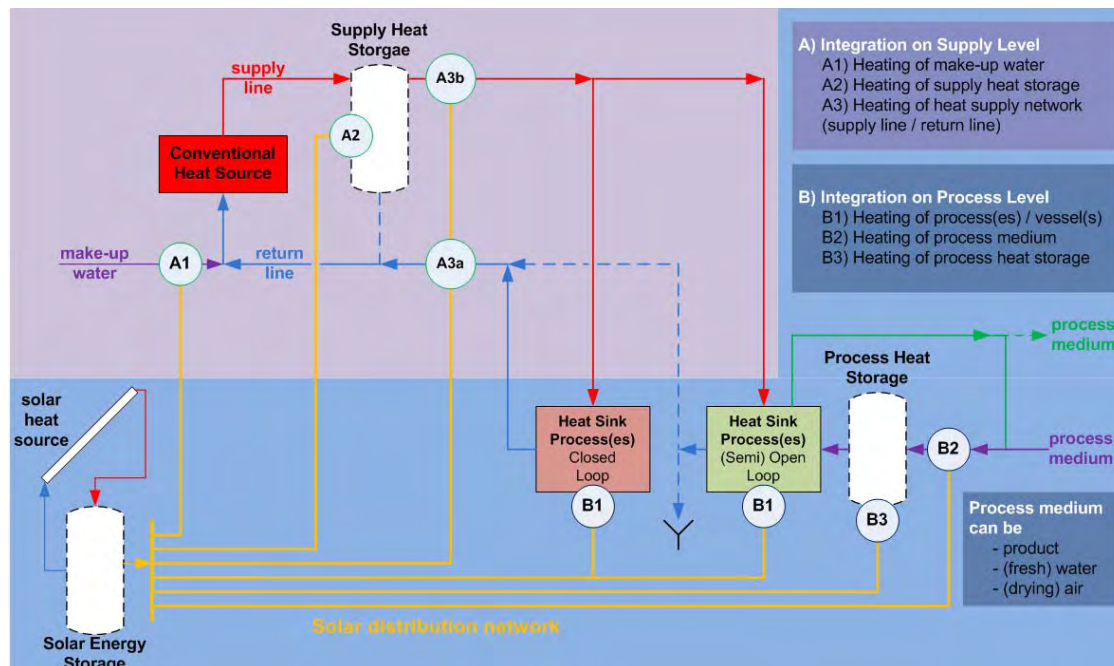 Supply Heat
Storgae
supply
line
A3b
A2
Conventional
Heat Source
make-up
water
A1
return
line
A3a
A) Integration on Supply Level
A1) Heating of make-up water
A2) Heating of supply heat storage
A3) Heating of heat supply network
(supply line / return line)
B) Integration on Process Level
B1) Heating of process(es) / vessel(s)
B2) Heating of process medium
B3) Heating of process heat storage
process
medium
Process Heat
Storage
solar
heat
source
Heat Sink
Process(es)
Closed
Loop
B1
Heat Sink
Process(es)
(Semi) Open
Loop
B1
B3
B2
process
medium
Process medium
can be
- product
- (fresh) water
- (drying) air
Solar distribution network
Solar Energy
Storage